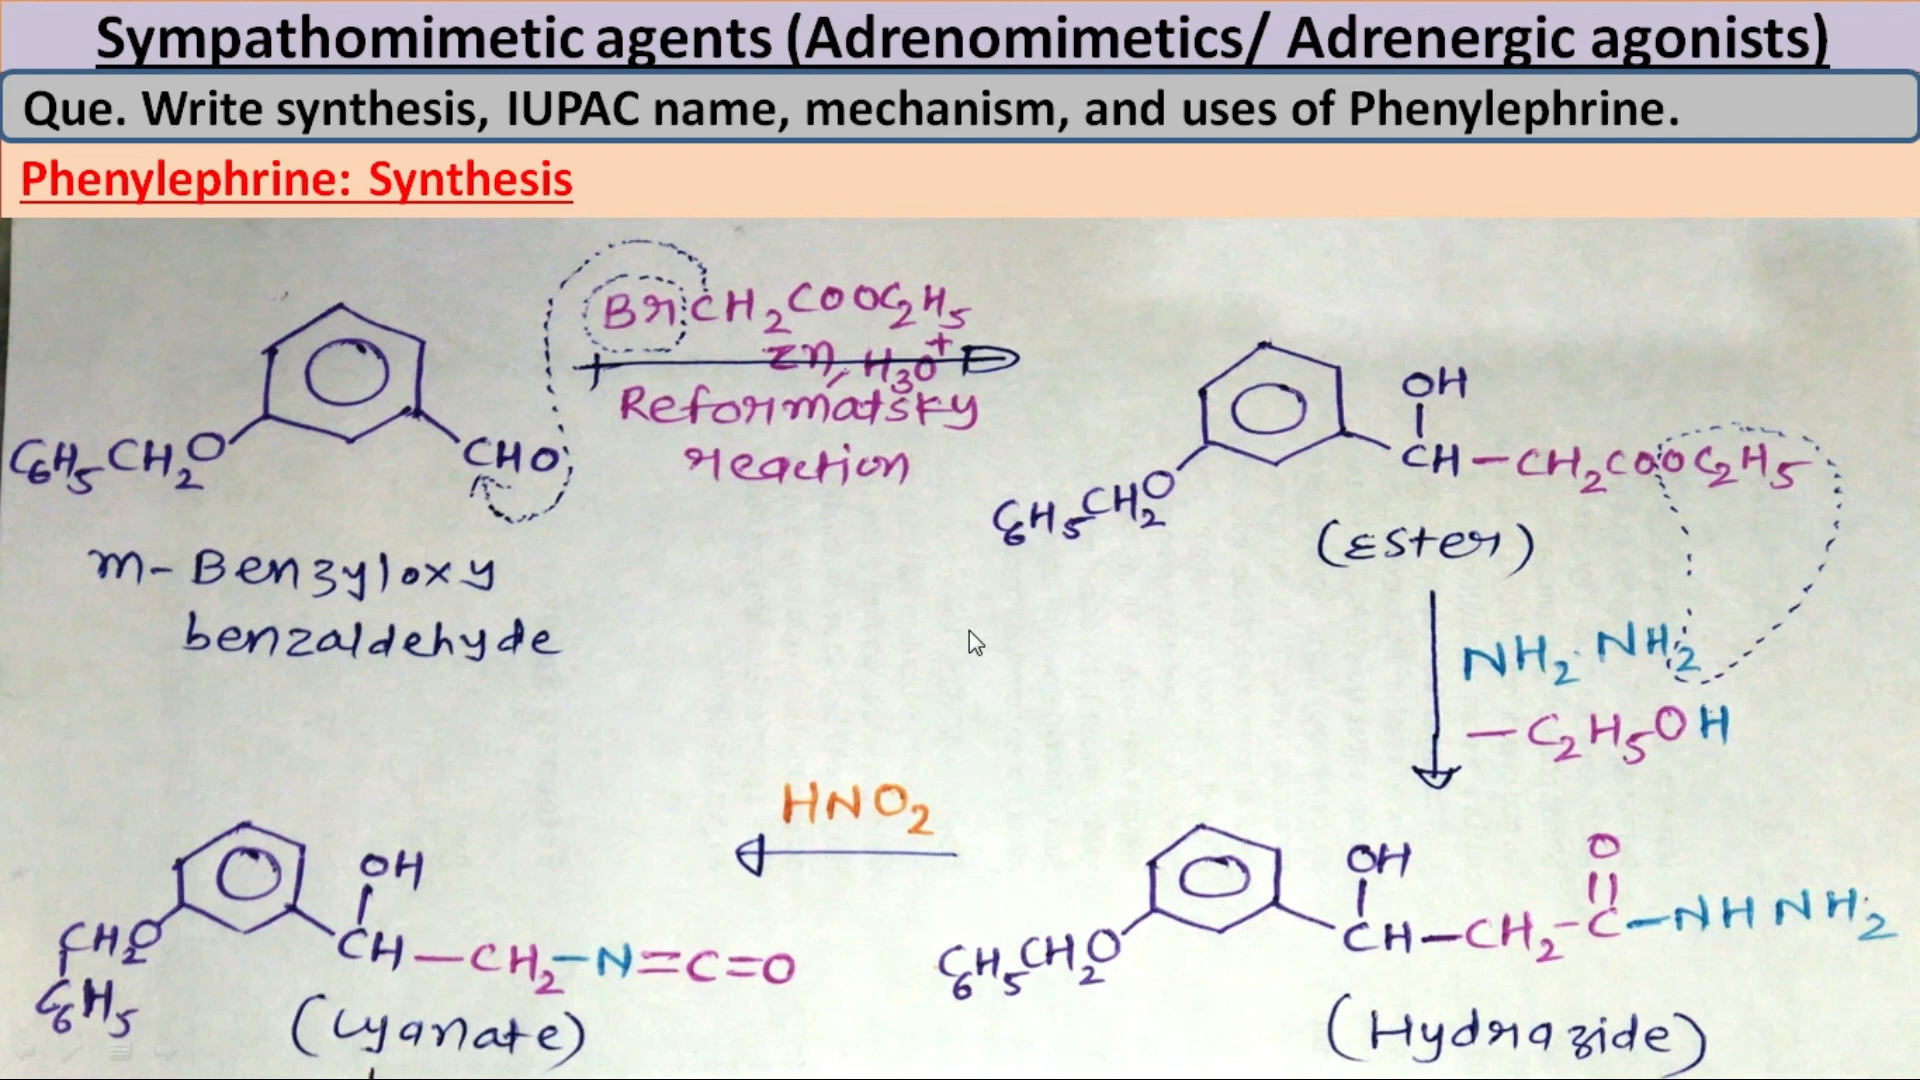 Sympathomimetic agents (Adrenomimetics/ Adrenergic agonists)
Que. Write synthesis, IUPAC name, mechanism, and uses of Phenylephrine.
Phenylephrine: Synthesis
BrCH2COOC2H5
Zn, H3O+
+
Reformatsky
reaction
C6H5CH2O
CHO
m-Benzyloxy
benzaldehyde
OH
CH-CH2COOC2H5
C6H5CH2O
(Ester)
NH2NH2
-C2H5OH
OH
O
CH-CH2-C-NHNH2
C6H5CH2O
(Hydrazide)
HNO2
OH
CH-CH2-N=C=O
CH2O
C6H5
(Cyanate)